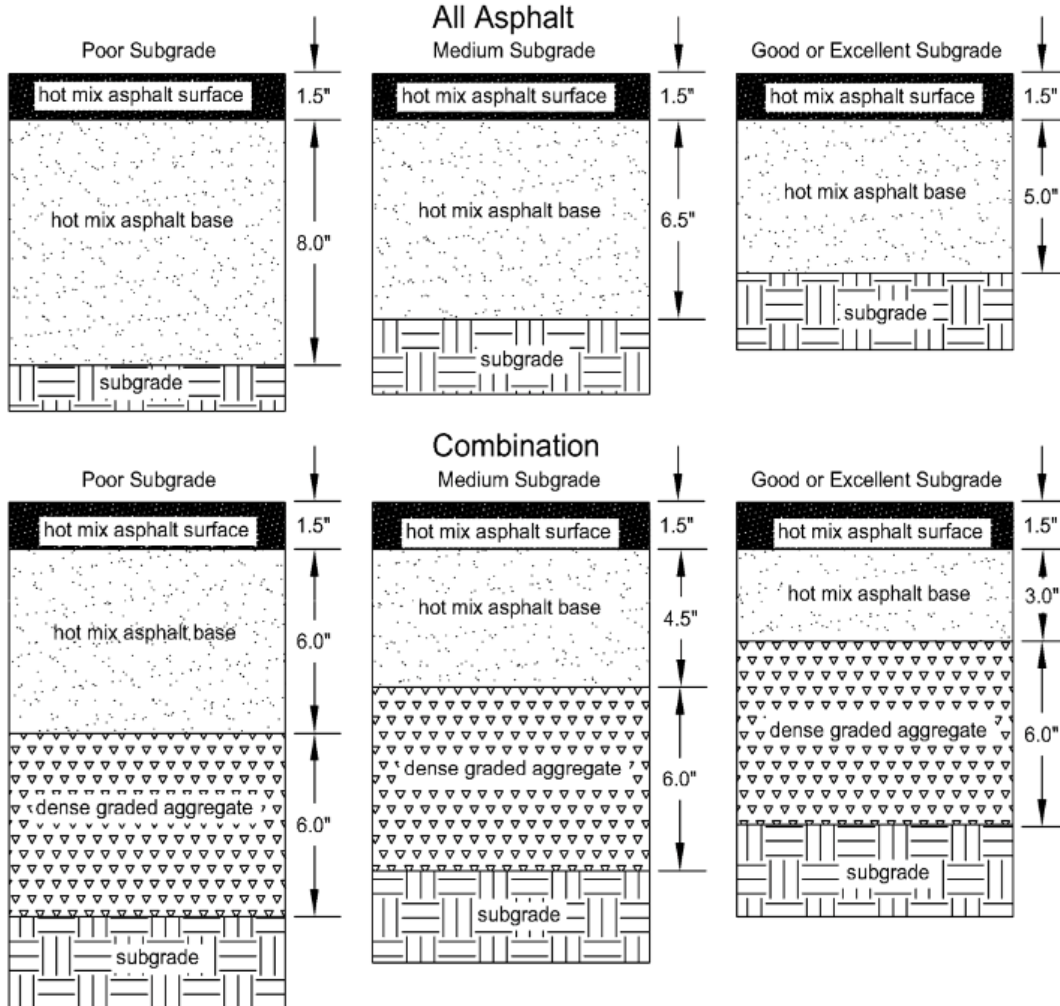 All Asphalt
Poor Subgrade
Medium Subgrade
Good or Excellent Subgrade
hot mix asphalt surface
1.5"
hot mix asphalt surface
1.5"
hot mix asphalt surface
1.5"
hot mix asphalt base
8.0"
hot mix asphalt base
6.5"
hot mix asphalt base
5.0"
subgrade
subgrade
subgrade
Combination
Poor Subgrade
Medium Subgrade
Good or Excellent Subgrade
hot mix asphalt surface
1.5"
hot mix asphalt surface
1.5"
hot mix asphalt surface
1.5"
hot mix asphalt base
6.0"
hot mix asphalt base
4.5"
hot mix asphalt base
3.0"
dense graded aggregate
6.0"
dense graded aggregate
6.0"
dense graded aggregate
6.0"
subgrade
subgrade
subgrade